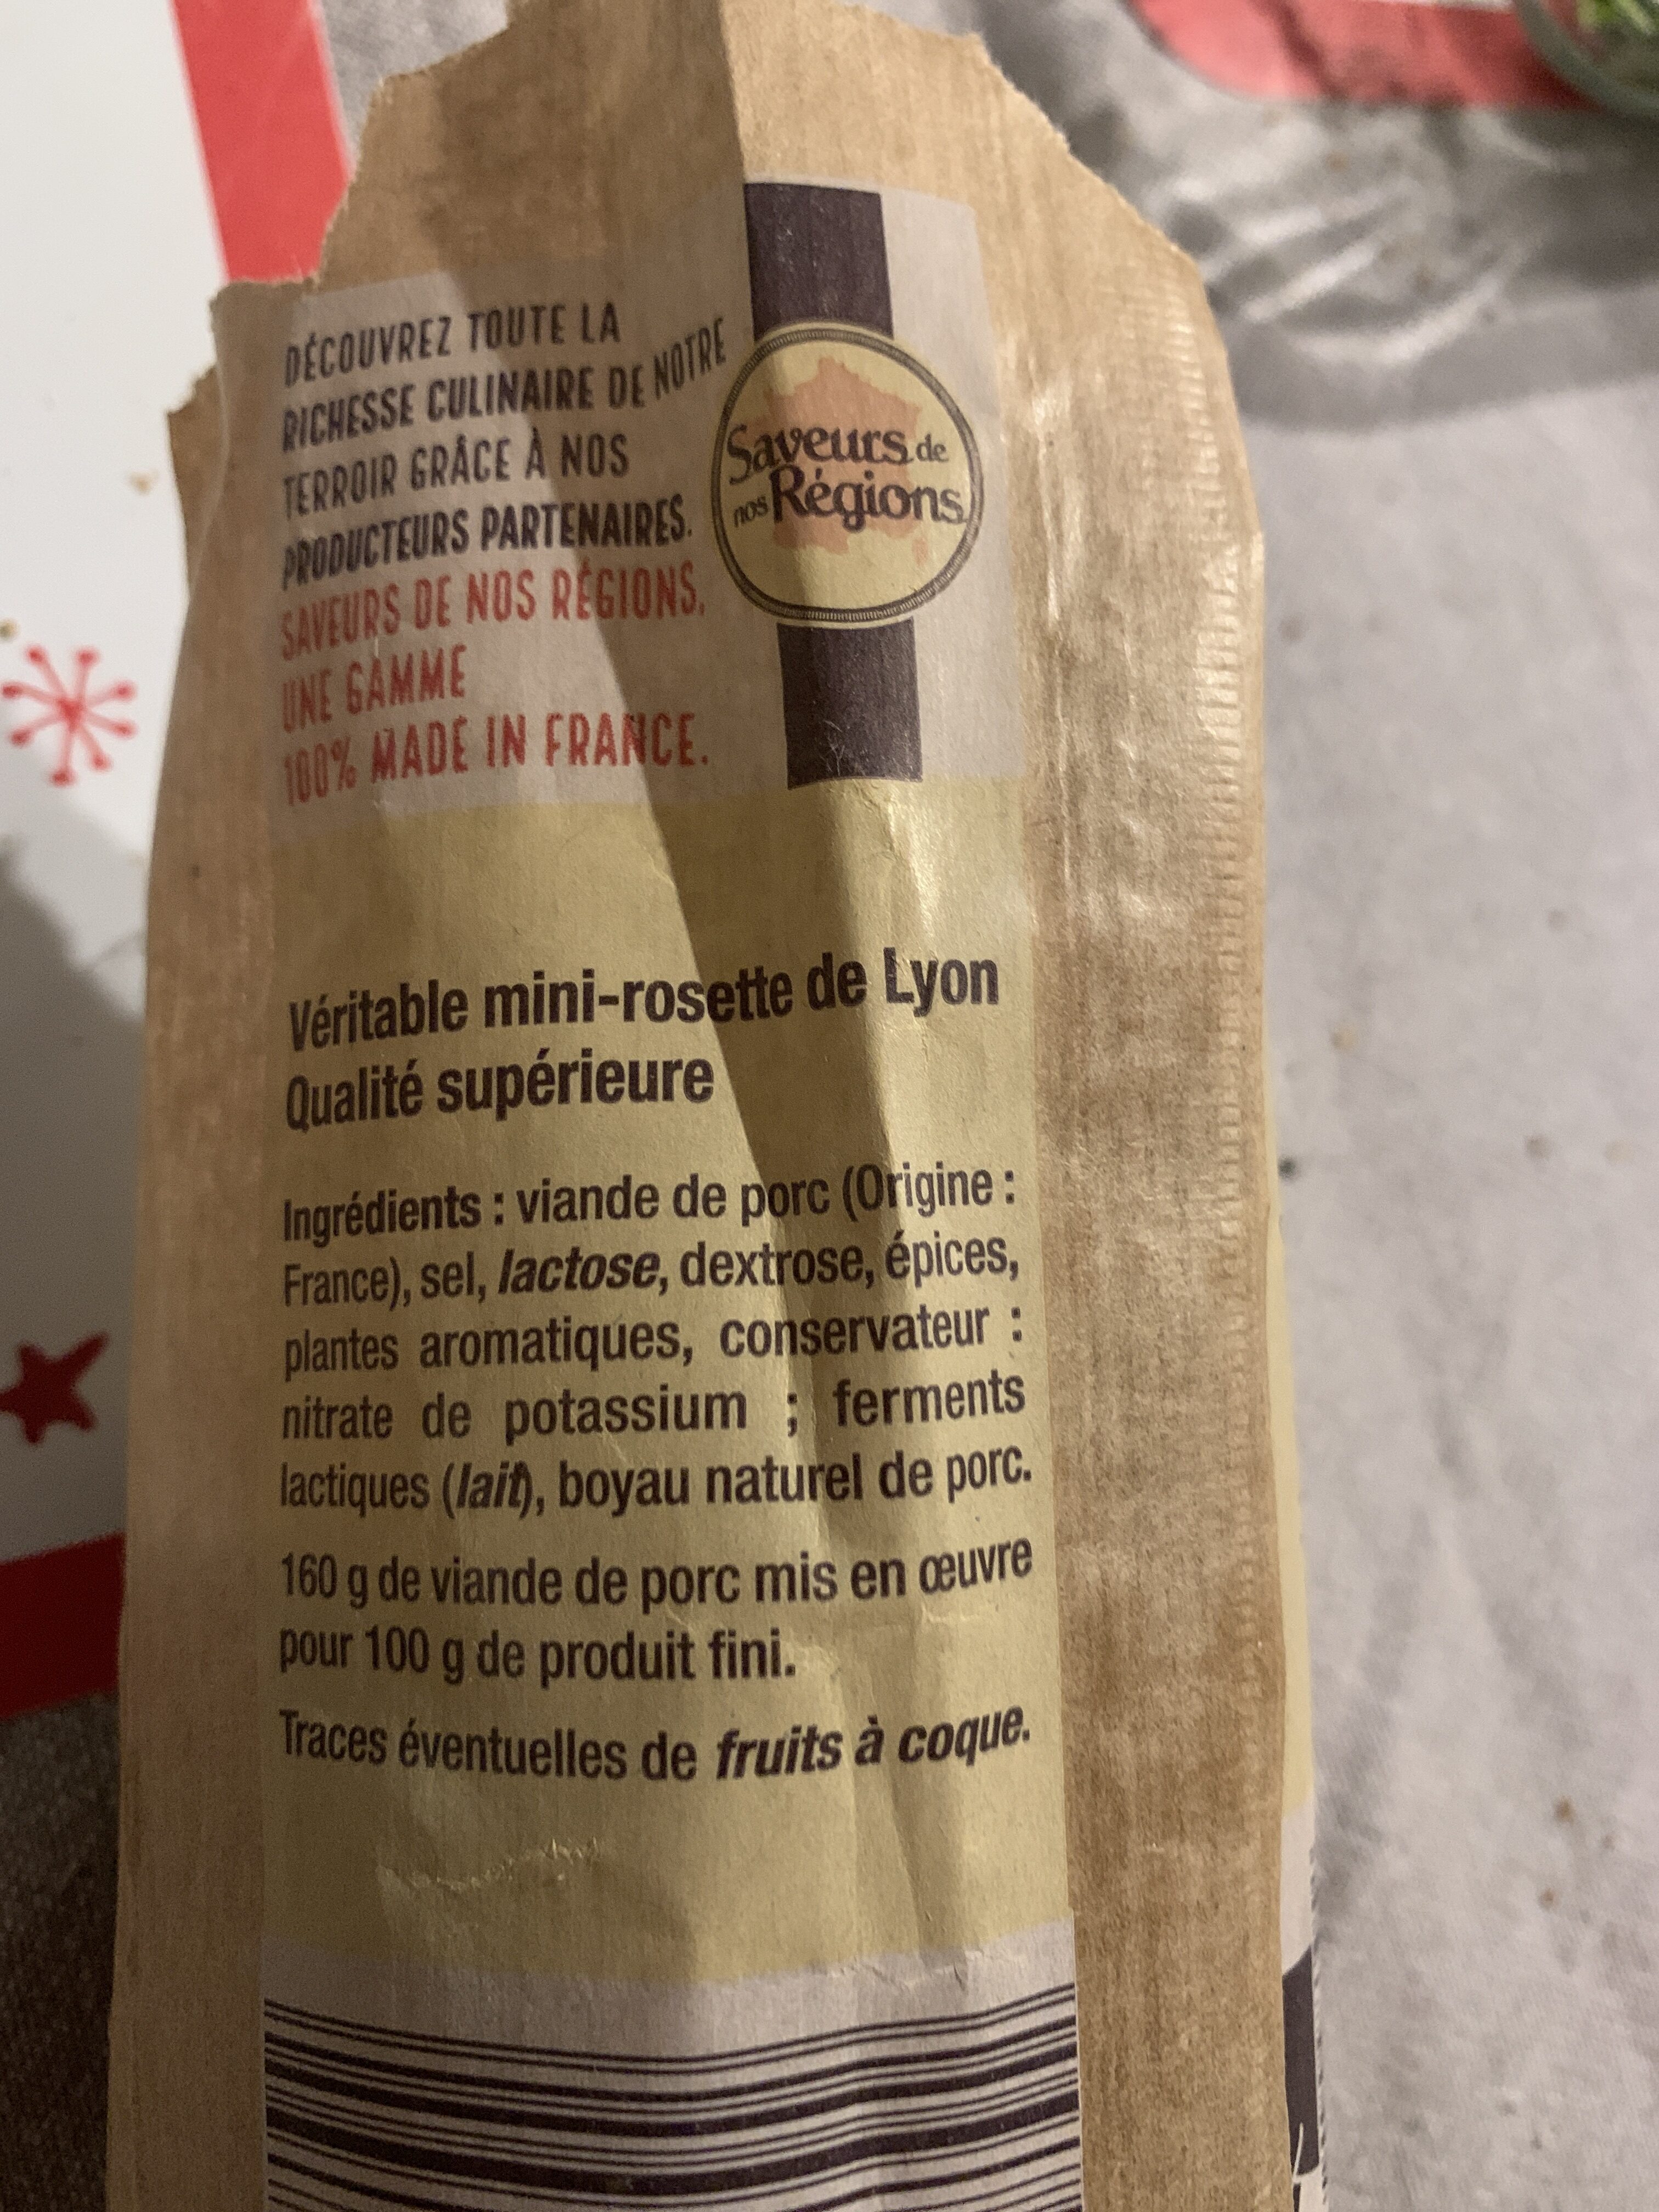 DÉCOUVREZ TOUTE LA
RICHESSE CULINAIRE DE NOTRE
TERROIR GRÂCE À NOS
PRODUCTEURS PARTENAIRES.
SAVEURS DE NOS RÉGIONS,
UNE GAMME
100% MADE IN FRANCE.
Saveurs de
nos Régions
Véritable mini-rosette de Lyon
Qualité supérieure
Ingrédients : viande de porc (Origine :
France), sel, lactose, dextrose, épices,
plantes aromatiques, conservateur :
nitrate de potassium ; ferments
lactiques (lait), boyau naturel de porc.
160 g de viande de porc mis en œuvre
pour 100 g de produit fini.
Traces éventuelles de fruits à coque.